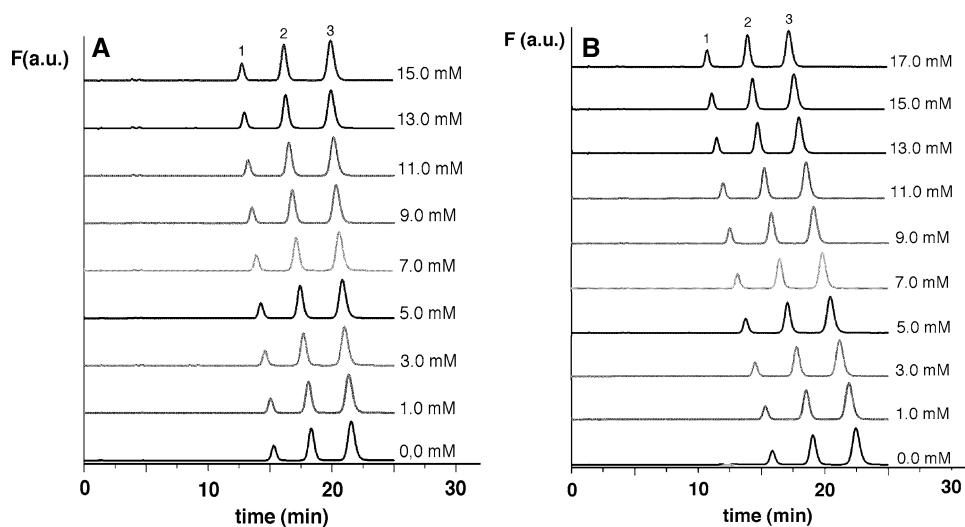 A
F(a.u.)
1 2 3
15.0 mM
13.0 mM
11.0 mM
9.0 mM
7.0 mM
5.0 mM
3.0 mM
1.0 mM
0,0 mM
0 10 20 30
time (min)
B
F (a.u.)
1 2 3
17.0 mM
15.0 mM
13.0 mM
11.0 mM
9.0 mM
7.0 mM
5.0 mM
3.0 mM
1.0 mM
0.0 mM
0 10 20 30
time (min)